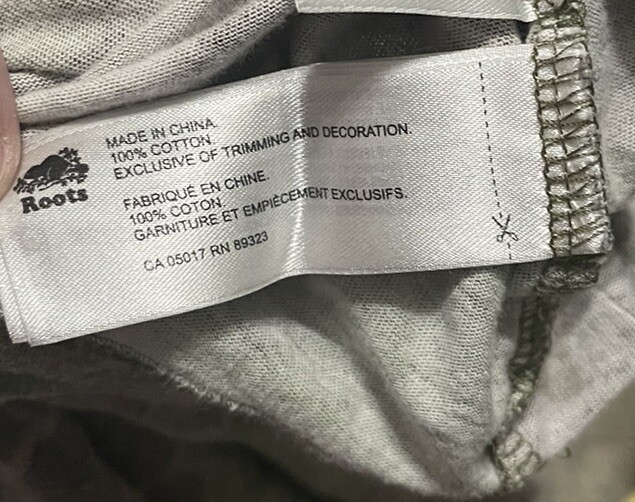 Roots
MADE IN CHINA.
100% COTTON.
EXCLUSIVE OF TRIMMING AND DECORATION.
FABRIQUÉ EN CHINE.
100% COTON.
GARNITURE ET EMPIÈCEMENT EXCLUSIFS.
CA 05017 RN 89323